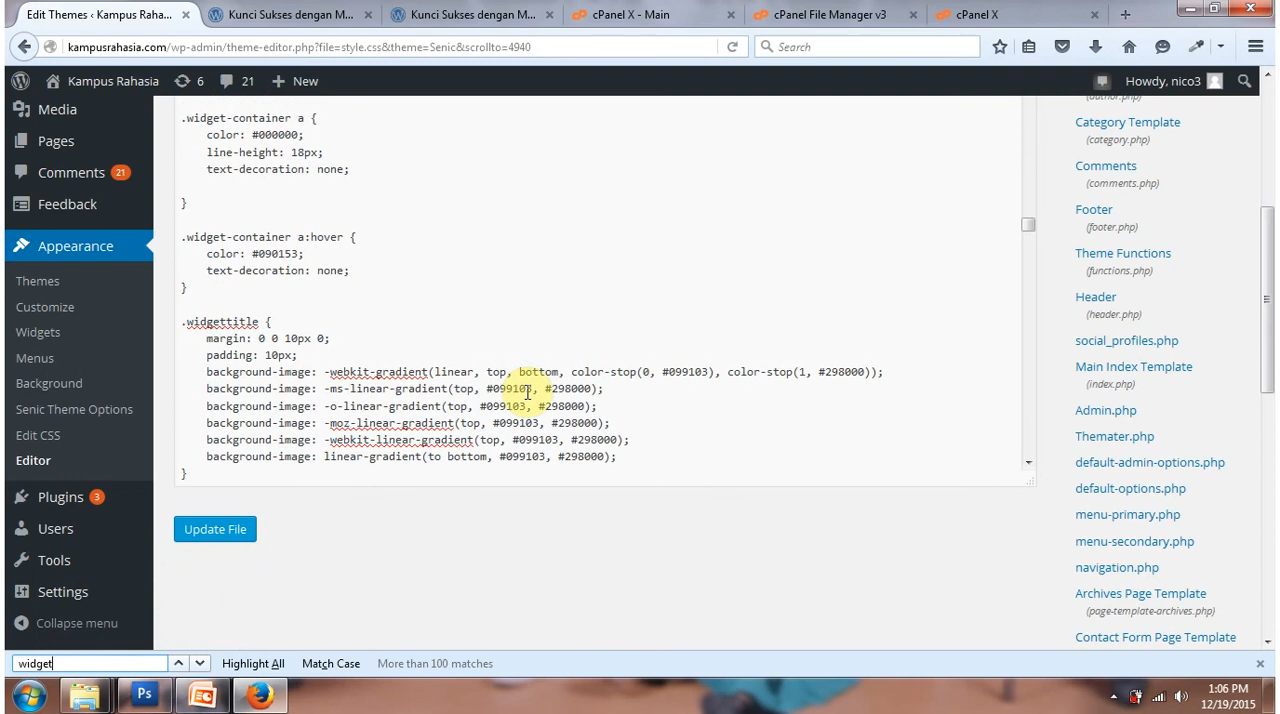 Edit Themes ‹ Kampus Raha...
Kunci Sukses dengan M...
Kunci Sukses dengan M...
cPanel X - Main
cPanel File Manager v3
cPanel X
kampusrahasia.com/wp-admin/theme-editor.php?file=style.css&theme=Senic&scrollto=4940
Search
Kampus Rahasia
6
21
New
Howdy, nico3
Media
Pages
Comments 21
Feedback
Appearance
Themes
Customize
Widgets
Menus
Background
Senic Theme Options
Edit CSS
Editor
Plugins 3
Users
Tools
Settings
Collapse menu
.widget-container a {
color: #000000;
line-height: 18px;
text-decoration: none;
}
.widget-container a:hover {
color: #090153;
text-decoration: none;
}
.widgettitle {
margin: 0 0 10px 0;
padding: 10px;
background-image: -webkit-gradient(linear, top, bottom, color-stop(0, #099103), color-stop(1, #298000));
background-image: -ms-linear-gradient(top, #099103, #298000);
background-image: -o-linear-gradient(top, #099103, #298000);
background-image: -moz-linear-gradient(top, #099103, #298000);
background-image: -webkit-linear-gradient(top, #099103, #298000);
background-image: linear-gradient(to bottom, #099103, #298000);
}
Update File
(author.php)
Category Template
(category.php)
Comments
(comments.php)
Footer
(footer.php)
Theme Functions
(functions.php)
Header
(header.php)
social_profiles.php
Main Index Template
(index.php)
Admin.php
Themater.php
default-admin-options.php
default-options.php
menu-primary.php
menu-secondary.php
navigation.php
Archives Page Template
(page-template-archives.php)
Contact Form Page Template
widget
Highlight All
Match Case
More than 100 matches
Ps
1:06 PM
12/19/2015